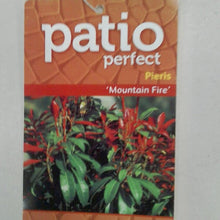 patio
perfect
Pieris
‘Mountain Fire’